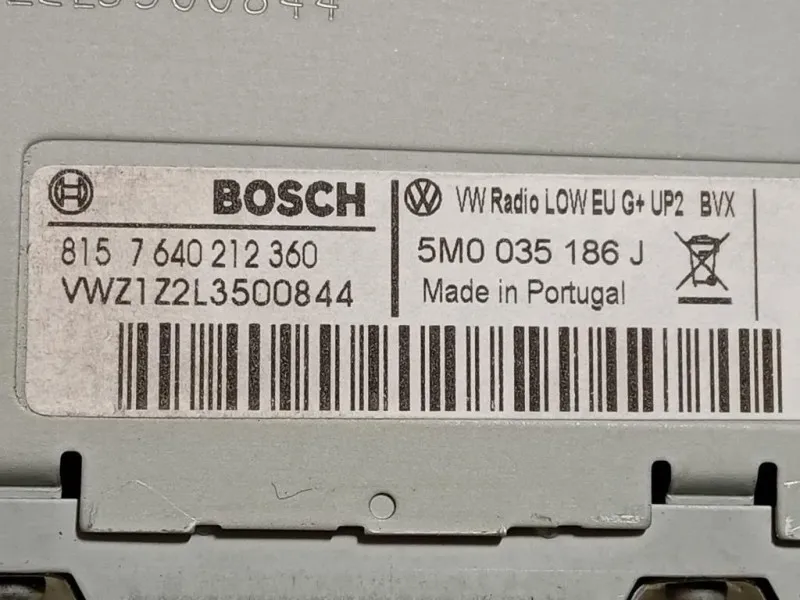 BOSCH
VW Radio LOW EU G+ UP2 BVX
815 7 640 212 360
5M0 035 186 J
VWZ1Z2L3500844
Made in Portugal